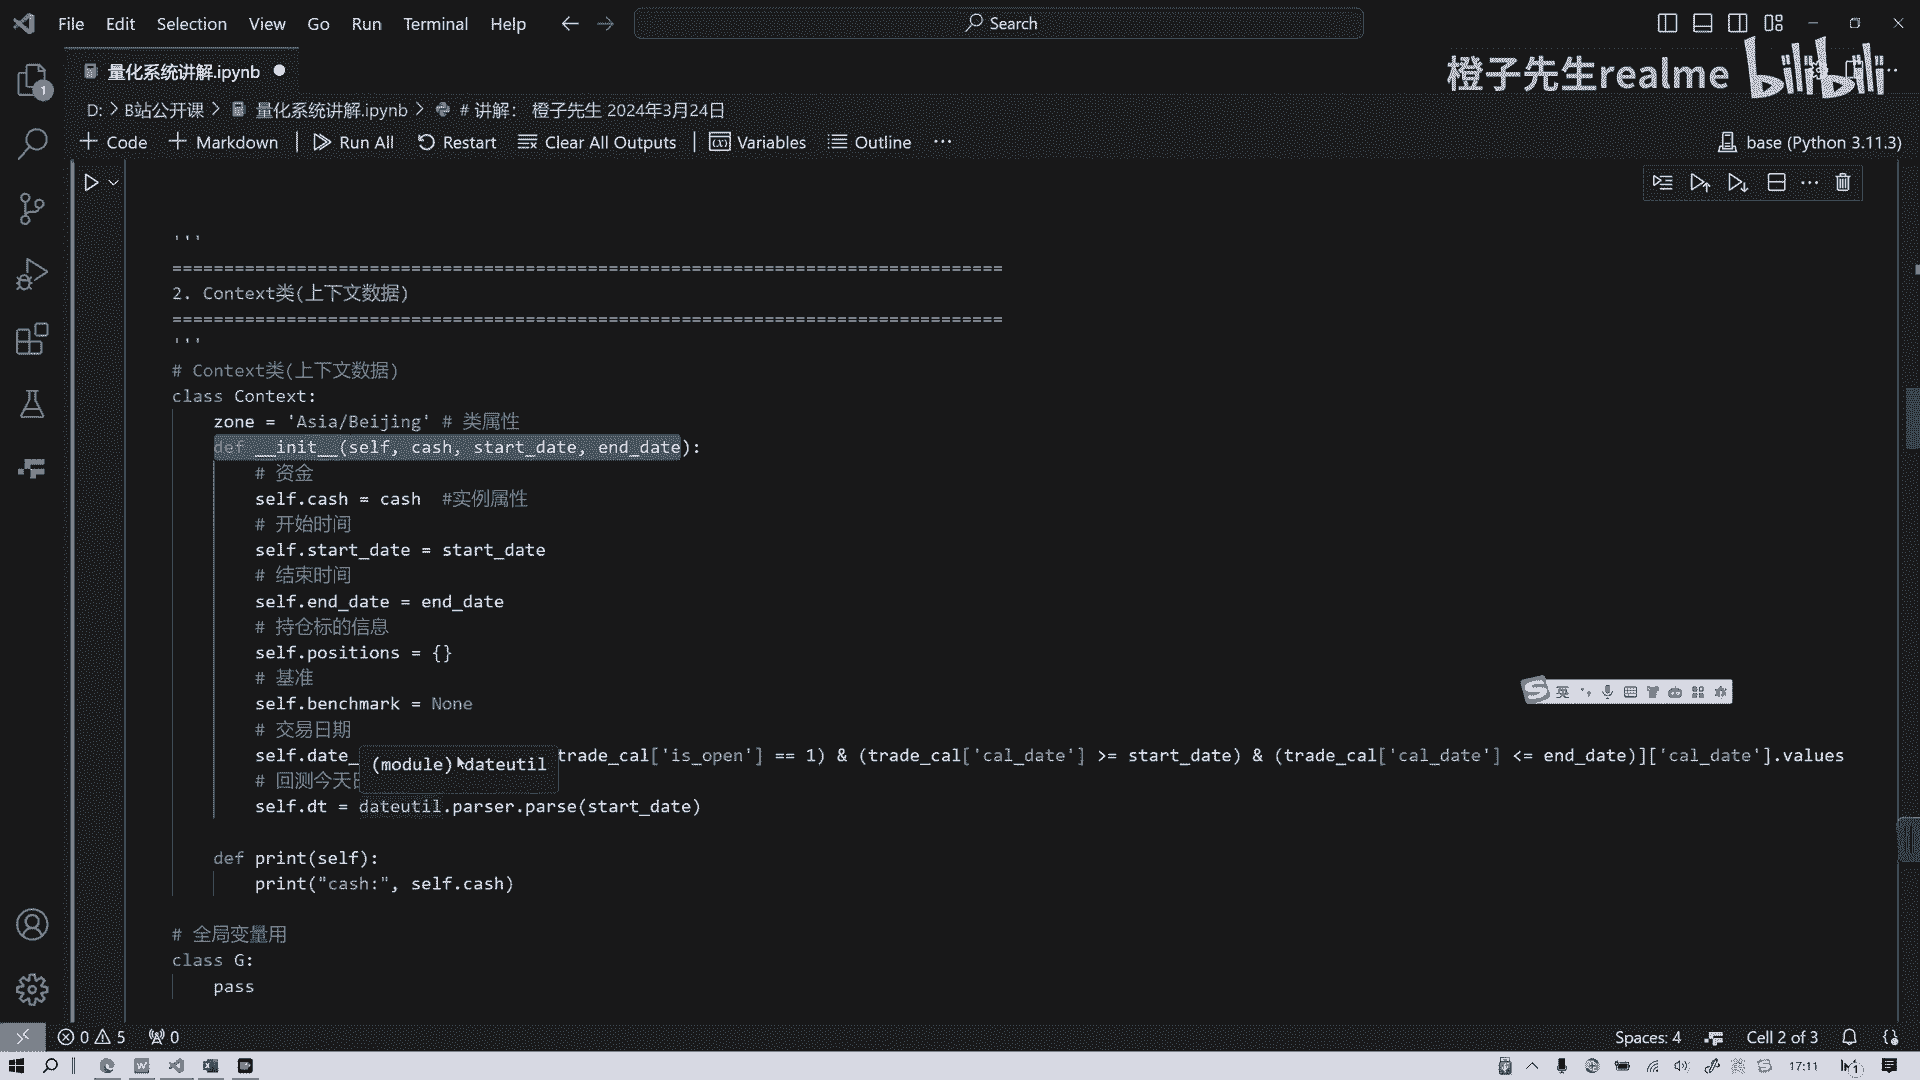 File Edit Selection View Go Run Terminal Help
Search
量化系统讲解.ipynb
橙子先生realme bilibili
D: > B站公开课 > 量化系统讲解.ipynb > # 讲解： 橙子先生 2024年3月24日
+ Code + Markdown | Run All Restart Clear All Outputs | Variables Outline ···
base (Python 3.11.3)
'''
================================================================================
2. Context类(上下文数据)
================================================================================
'''
# Context类(上下文数据)
class Context:
zone = 'Asia/Beijing' # 类属性
def __init__(self, cash, start_date, end_date):
# 资金
self.cash = cash #实例属性
# 开始时间
self.start_date = start_date
# 结束时间
self.end_date = end_date
# 持仓标的信息
self.positions = {}
# 基准
self.benchmark = None
# 交易日期
self.date_ trade_cal['is_open'] == 1) & (trade_cal['cal_date'] >= start_date) & (trade_cal['cal_date'] <= end_date)]['cal_date'].values
(module) dateutil
# 回测今天
self.dt = dateutil.parser.parse(start_date)
def print(self):
print("cash:", self.cash)
# 全局变量用
class G:
pass
英
0 5 0
Spaces: 4
Cell 2 of 3
17:11